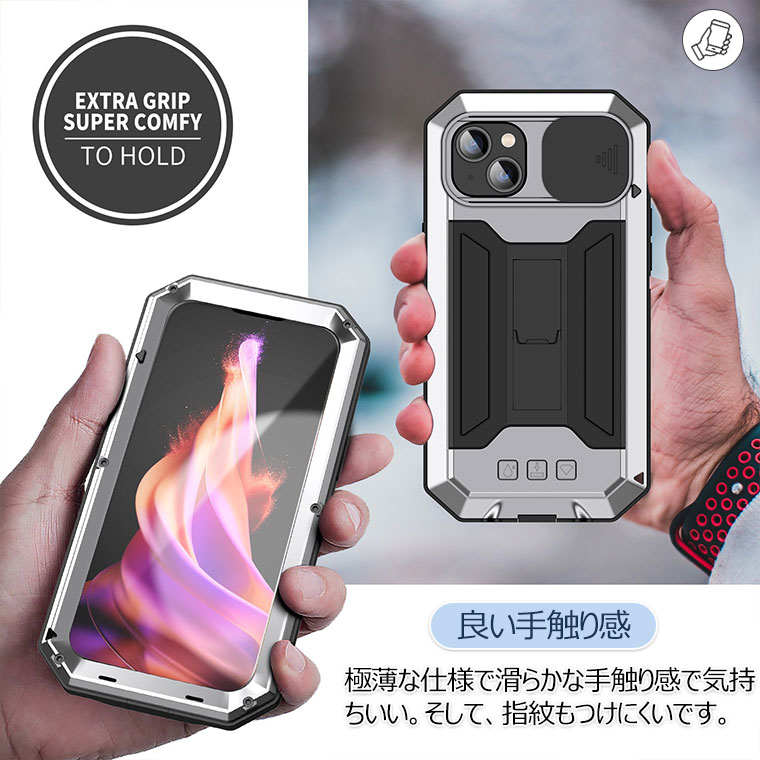 EXTRA GRIP
SUPER COMFY
TO HOLD
良い手触り感
極薄な仕様で滑らかな手触り感で気持
ちいい。そして、指紋もつけにくいです。